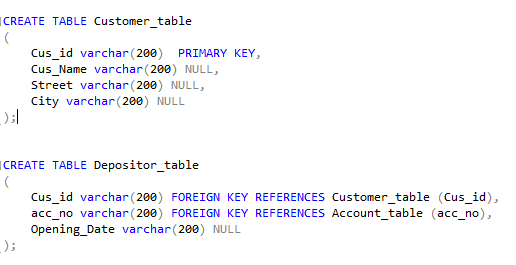 CREATE TABLE Customer_table
(
Cus_id varchar(200)  PRIMARY KEY,
Cus_Name varchar(200) NULL,
Street varchar(200) NULL,
City varchar(200) NULL
);
CREATE TABLE Depositor_table
(
Cus_id varchar(200) FOREIGN KEY REFERENCES Customer_table (Cus_id),
acc_no varchar(200) FOREIGN KEY REFERENCES Account_table (acc_no),
Opening_Date varchar(200) NULL
);